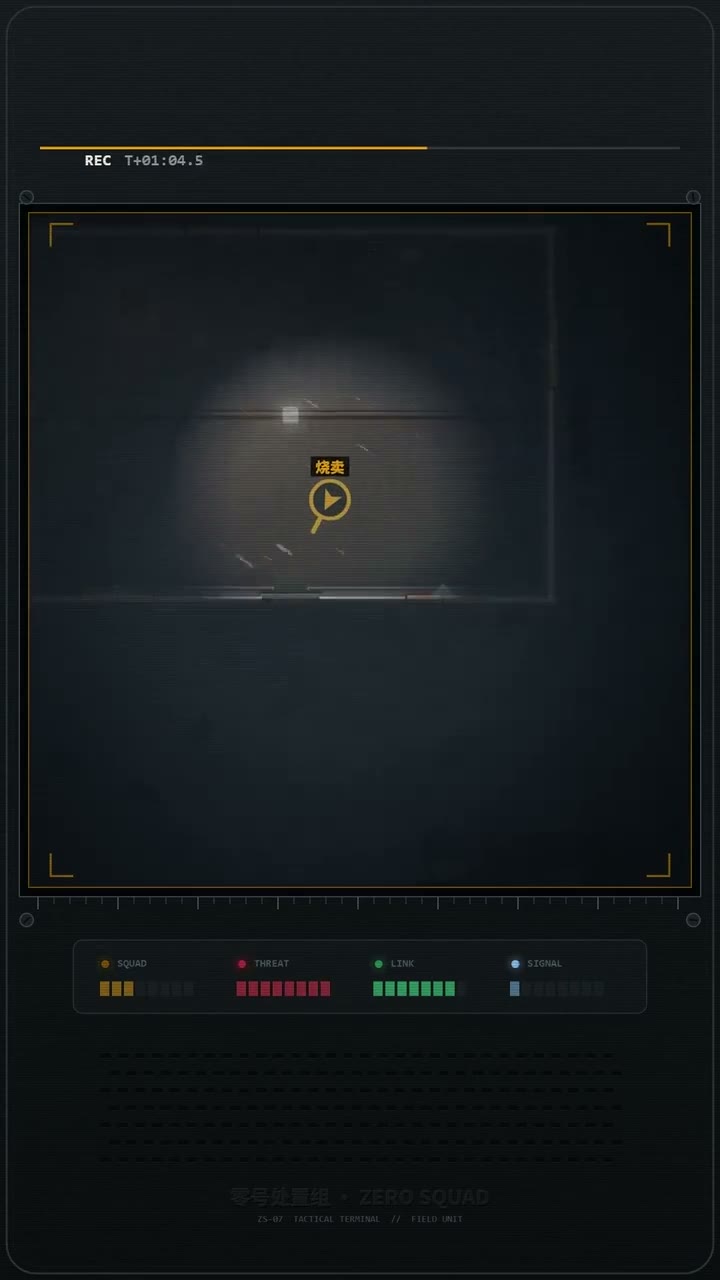 REC T+01:04.5
烧卖
SQUAD THREAT LINK SIGNAL
零号处置组 · ZERO SQUAD
ZS-07 TACTICAL TERMINAL // FIELD UNIT